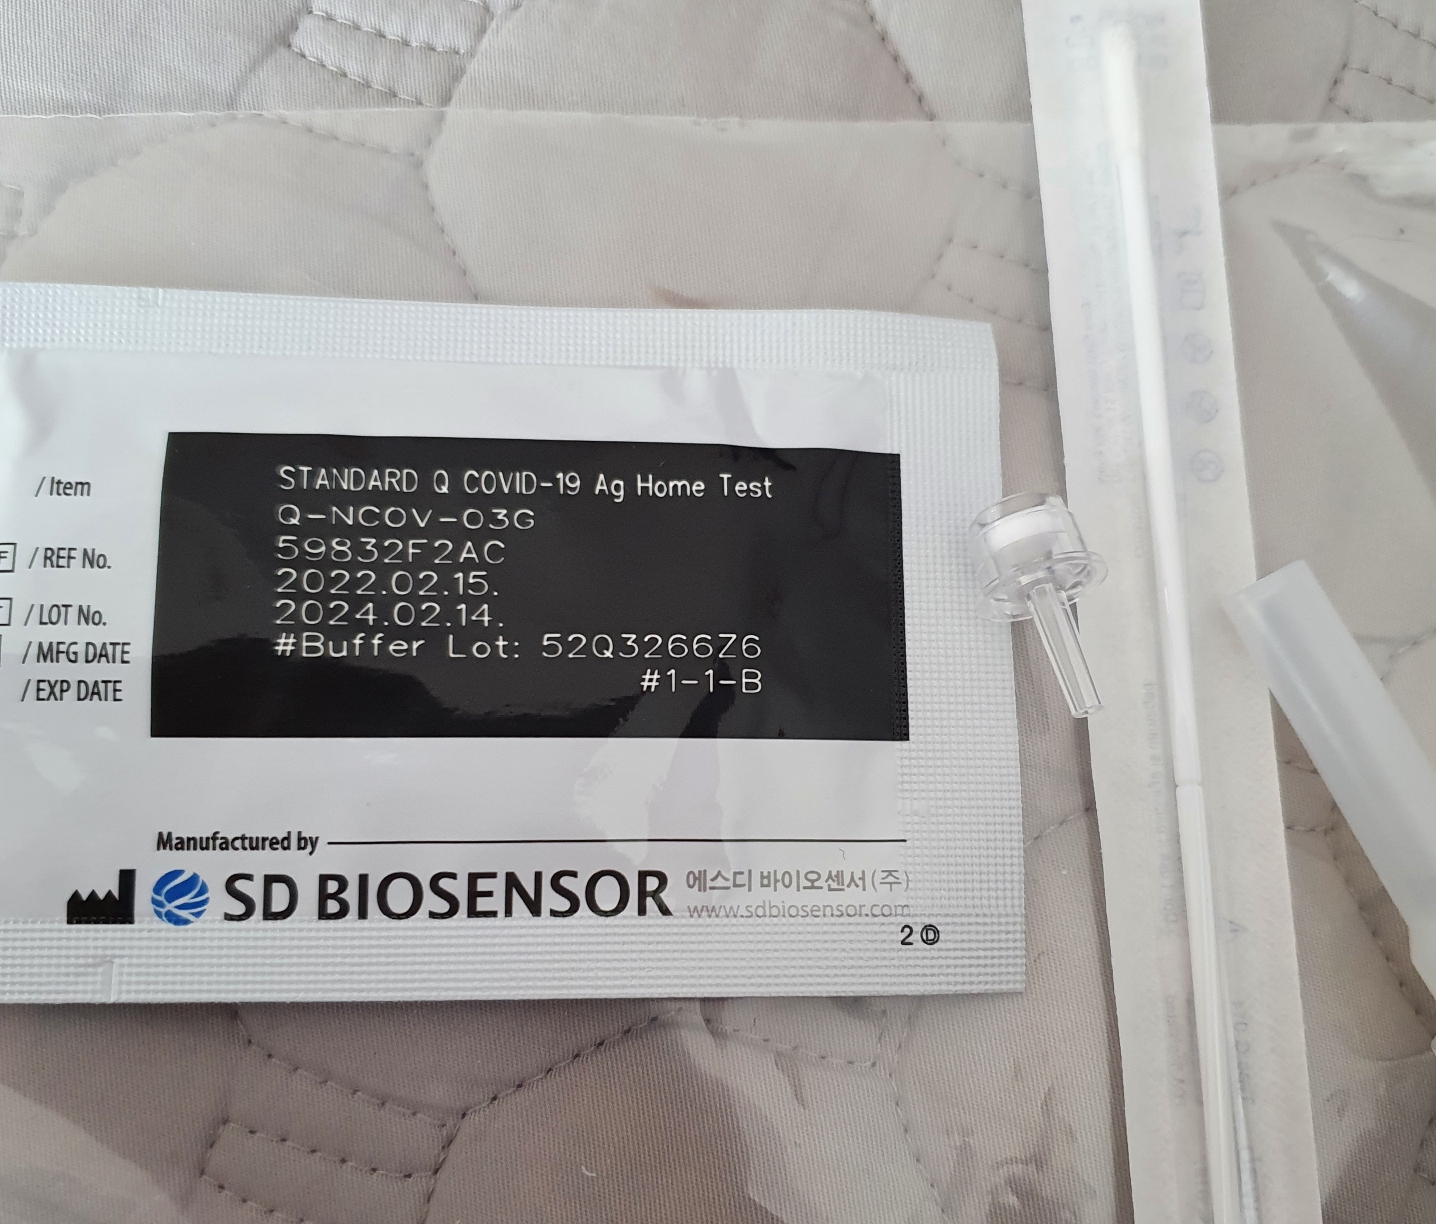 / Item
/ REF No.
/ LOT No.
/ MFG DATE
/ EXP DATE
STANDARD Q COVID-19 Ag Home Test
Q-NCOV-03G
59832F2AC
2022.02.15.
2024.02.14.
#Buffer Lot: 52Q3266Z6
#1-1-B
Manufactured by
SD BIOSENSOR 에스디 바이오센서(주)
www.sdbiosensor.com
2 Ⓓ